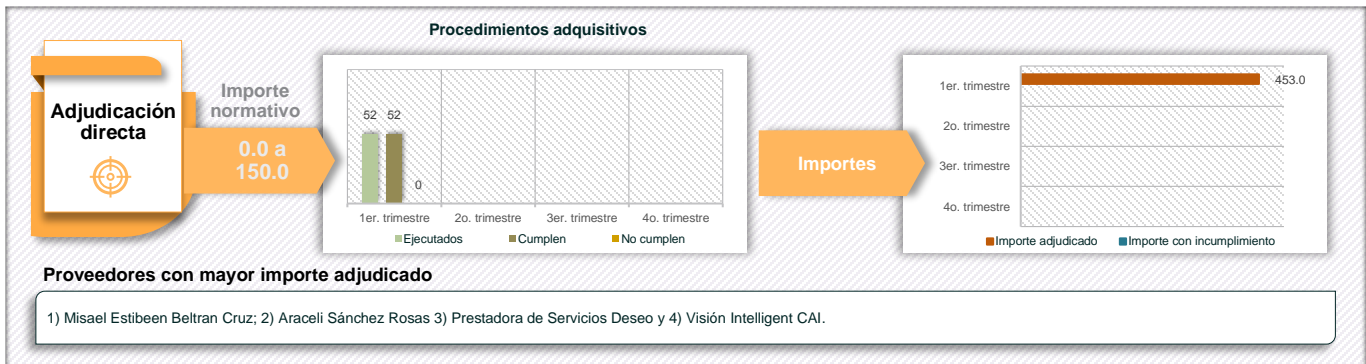 Procedimientos adquisitivos
Adjudicación
directa
Importe
normativo
0.0 a
150.0
52 52
0
1er. trimestre 2o. trimestre 3er. trimestre 4o. trimestre
Ejecutados Cumplen No cumplen
Importes
1er. trimestre 453.0
2o. trimestre
3er. trimestre
4o. trimestre
Importe adjudicado Importe con incumplimiento
Proveedores con mayor importe adjudicado
1) Misael Estibeen Beltran Cruz; 2) Araceli Sánchez Rosas 3) Prestadora de Servicios Deseo y 4) Visión Intelligent CAI.